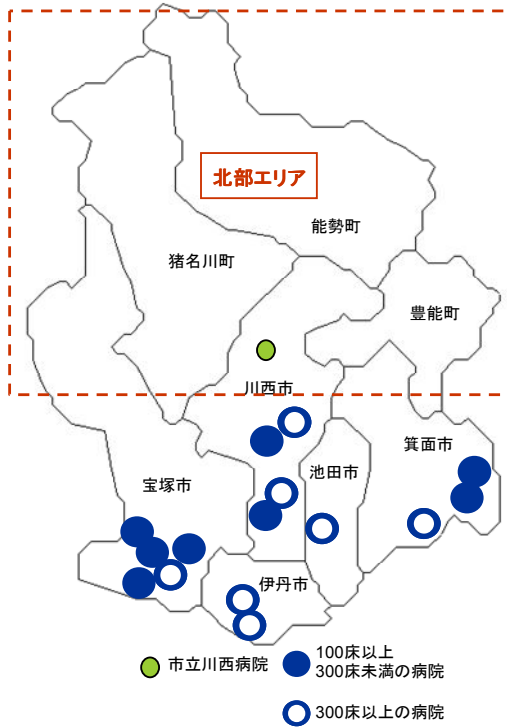 北部エリア
能勢町
猪名川町
豊能町
川西市
箕面市
池田市
宝塚市
伊丹市
市立川西病院
100床以上
300床未満の病院
300床以上の病院